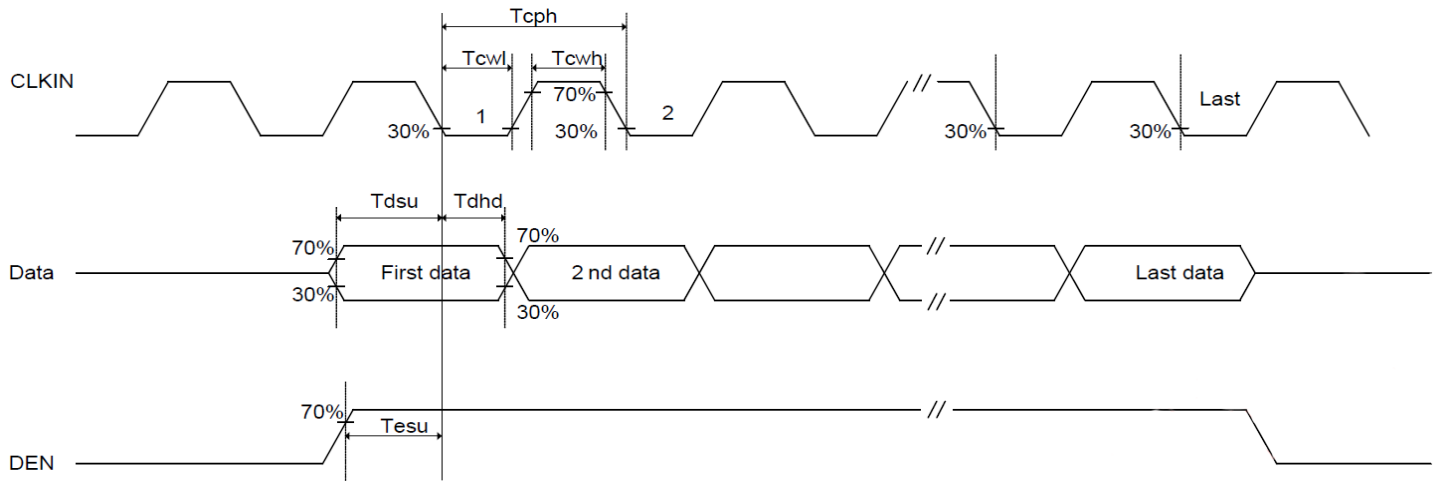 Tcph
Tcwl Tcwh
CLKIN
70%
1 2 Last
30% 30% 30% 30%
Tdsu Tdhd
70% 70%
Data First data 2 nd data Last data
30% 30%
70%
Tesu
DEN